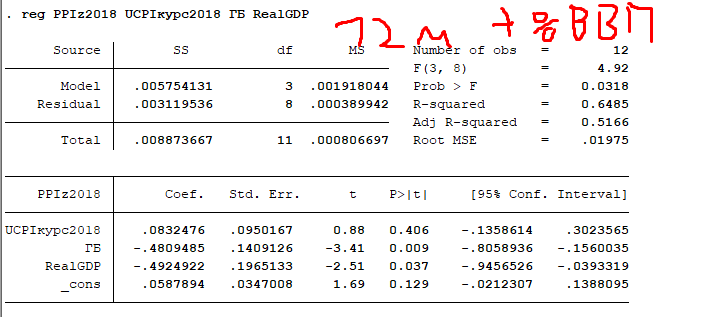 . reg PPIz2018 UCPIкурс2018 ГБ RealGDP
12 м + % ВВП
Source SS df MS Number of obs = 12
F(3, 8) = 4.92
Model .005754131 3 .001918044 Prob > F = 0.0318
Residual .003119536 8 .000389942 R-squared = 0.6485
Adj R-squared = 0.5166
Total .008873667 11 .000806697 Root MSE = .01975
PPIz2018 Coef. Std. Err. t P>|t| [95% Conf. Interval]
UCPIкурс2018 .0832476 .0950167 0.88 0.406 -.1358614 .3023565
ГБ -.4809485 .1409126 -3.41 0.009 -.8058936 -.1560035
RealGDP -.4924922 .1965133 -2.51 0.037 -.9456526 -.0393319
_cons .0587894 .0347008 1.69 0.129 -.0212307 .1388095